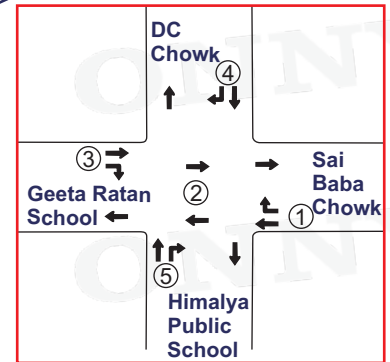 DC
Chowk
④
③
Sai
Baba
Chowk
Geeta Ratan
School
②
①
⑤
Himalya
Public
School